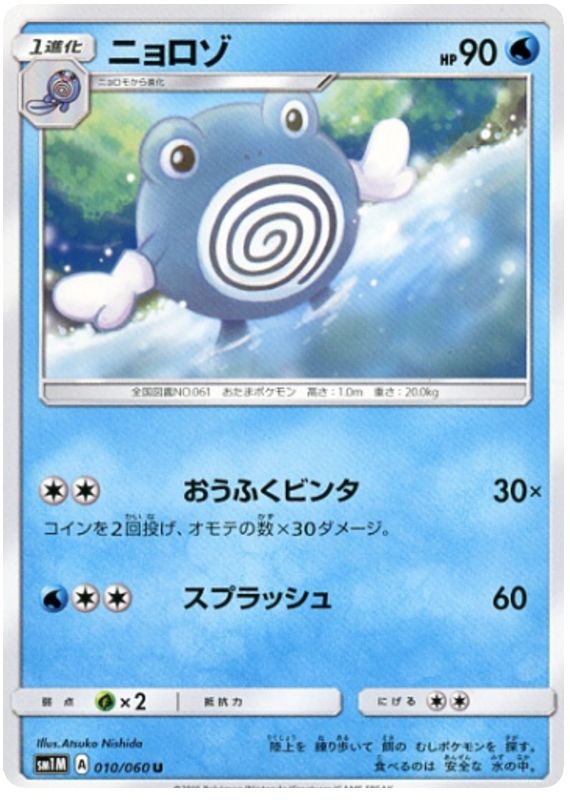 1進化
ニョロゾ
HP 90
ニョロモから進化
全国図鑑NO.061 おたまポケモン 高さ：1.0m 重さ：20.0kg
おうふくビンタ 30×
コインを2回投げ、オモテの数×30ダメージ。
スプラッシュ 60
弱点 ×2 抵抗力 にげる
Illus.Atsuko Nishida
陸上を 練り歩いて 餌の むしポケモンを 探す。
食べるのは 安全な 水の中。
SM1M A 010/060 U